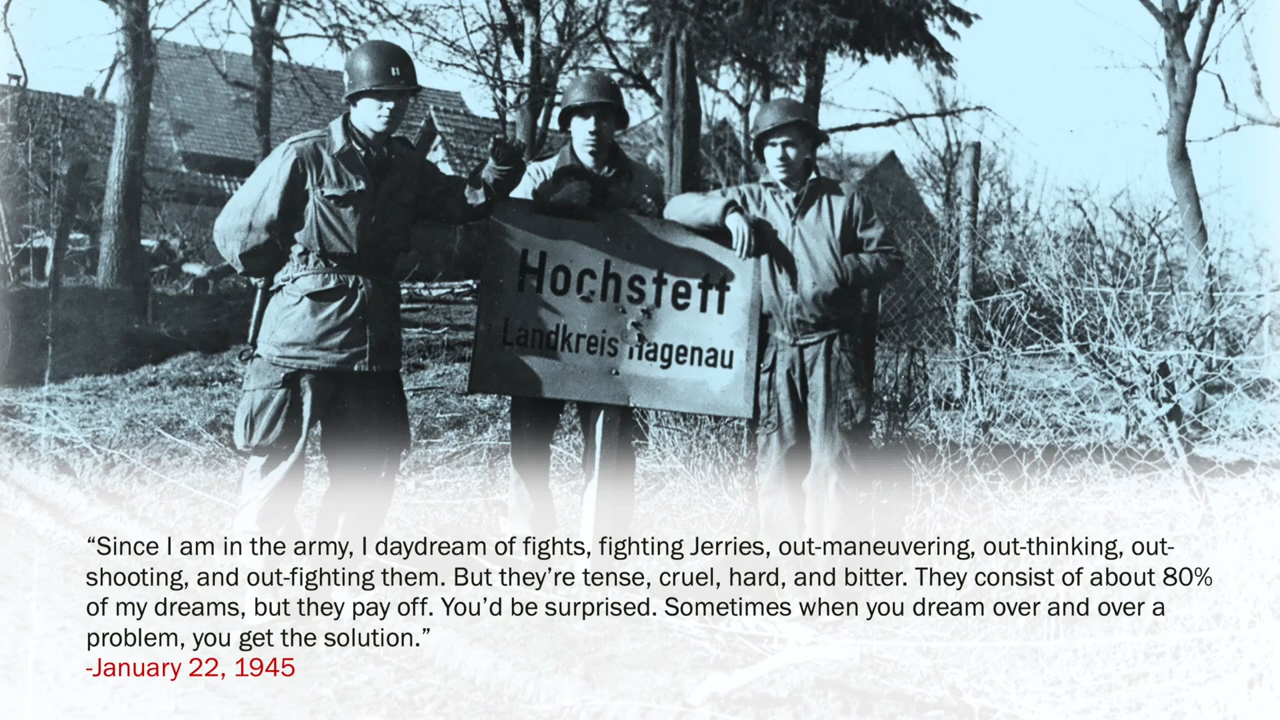 Hochstett
Landkreis Hagenau
“Since I am in the army, I daydream of fights, fighting Jerries, out-maneuvering, out-thinking, out-
shooting, and out-fighting them. But they’re tense, cruel, hard, and bitter. They consist of about 80%
of my dreams, but they pay off. You’d be surprised. Sometimes when you dream over and over a
problem, you get the solution.”
-January 22, 1945